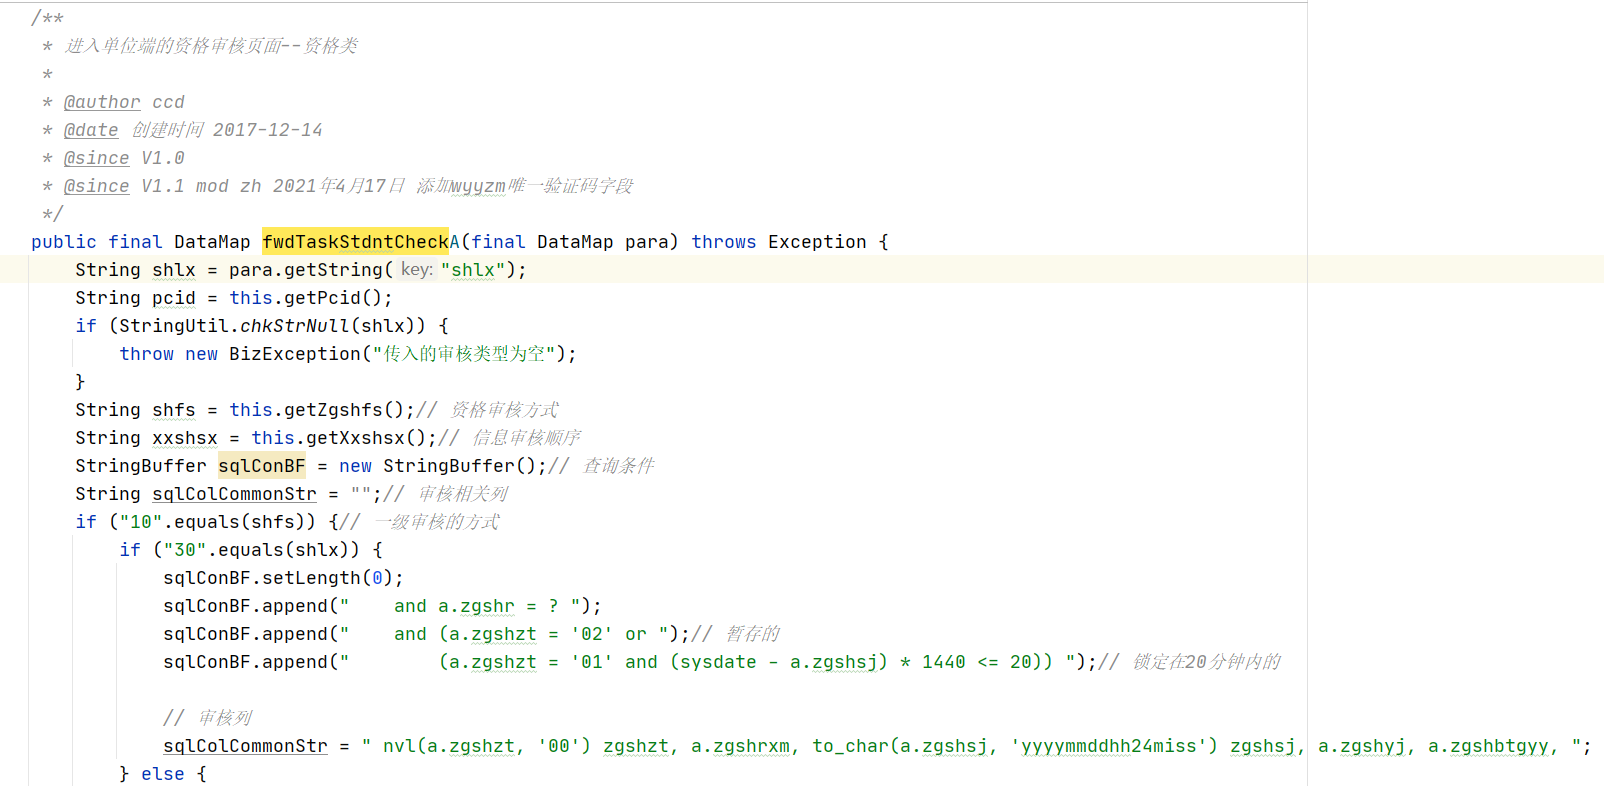 /**
 * 进入单位端的资格审核页面--资格类
 *
 * @author ccd
 * @date 创建时间 2017-12-14
 * @since V1.0
 * @since V1.1 mod zh 2021年4月17日 添加wyyzm唯一验证码字段
 */
public final DataMap fwdTaskStdntCheckA(final DataMap para) throws Exception {
    String shlx = para.getString( key: "shlx");
    String pcid = this.getPcid();
    if (StringUtil.chkStrNull(shlx)) {
        throw new BizException("传入的审核类型为空");
    }
    String shfs = this.getZgshfs();// 资格审核方式
    String xxshsx = this.getXxshsx();// 信息审核顺序
    StringBuffer sqlConBF = new StringBuffer();// 查询条件
    String sqlColCommonStr = "";// 审核相关列
    if ("10".equals(shfs)) {// 一级审核的方式
        if ("30".equals(shlx)) {
            sqlConBF.setLength(0);
            sqlConBF.append("    and a.zgshr = ? ");
            sqlConBF.append("    and (a.zgshzt = '02' or ");// 暂存的
            sqlConBF.append("        (a.zgshzt = '01' and (sysdate - a.zgshsj) * 1440 <= 20)) ");// 锁定在20分钟内的
            // 审核列
            sqlColCommonStr = " nvl(a.zgshzt, '00') zgshzt, a.zgshrxm, to_char(a.zgshsj, 'yyyymmddhh24miss') zgshsj, a.zgshyj, a.zgshbtgyy, ";
        } else {